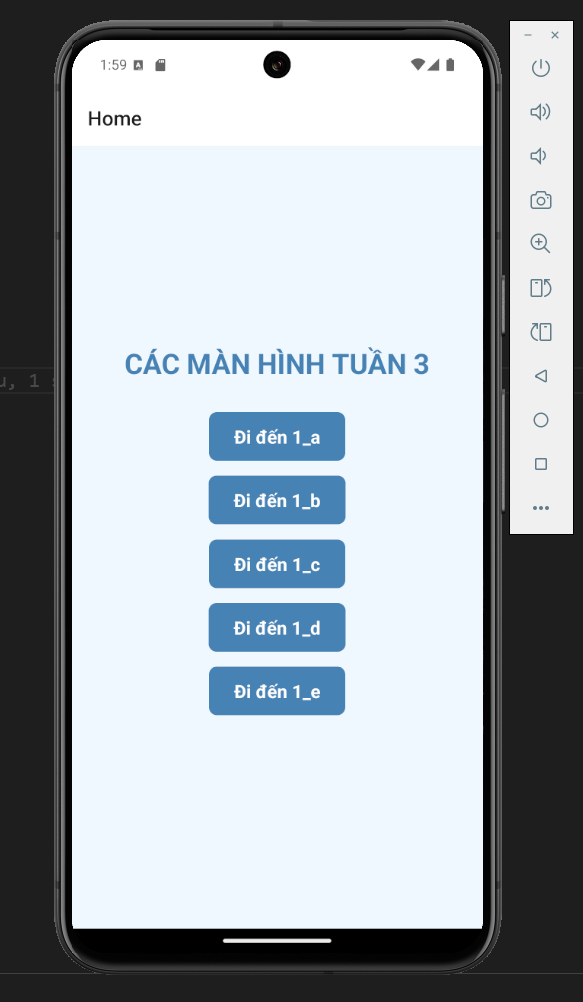 1:59
Home
CÁC MÀN HÌNH TUẦN 3
u, 1
Đi đến 1_a
Đi đến 1_b
Đi đến 1_c
Đi đến 1_d
Đi đến 1_e